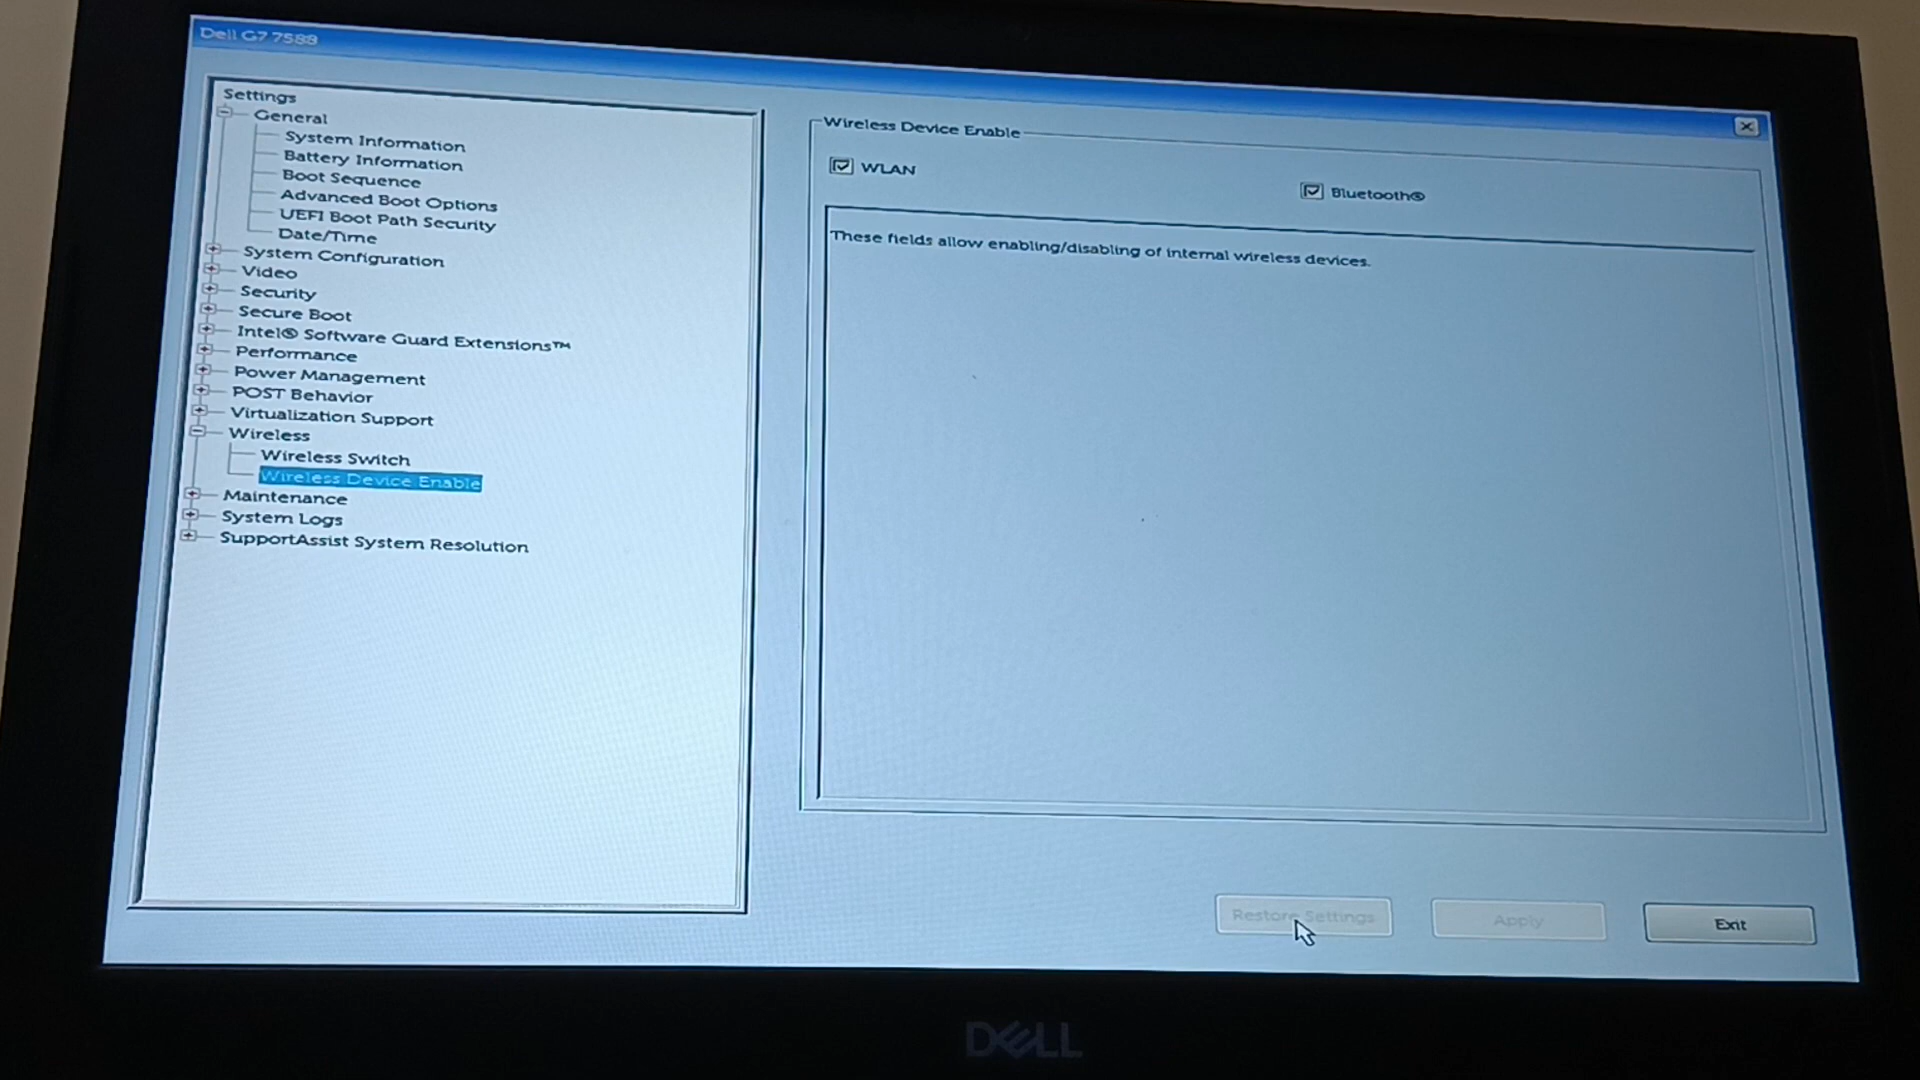 Dell G7 7588
Settings
General
System Information
Battery Information
Boot Sequence
Advanced Boot Options
UEFI Boot Path Security
Date/Time
System Configuration
Video
Security
Secure Boot
Intel® Software Guard Extensions™
Performance
Power Management
POST Behavior
Virtualization Support
Wireless
Wireless Switch
Wireless Device Enable
Maintenance
System Logs
SupportAssist System Resolution
Wireless Device Enable
WLAN
Bluetooth®
These fields allow enabling/disabling of internal wireless devices.
Restore Settings
Apply
Exit
DELL